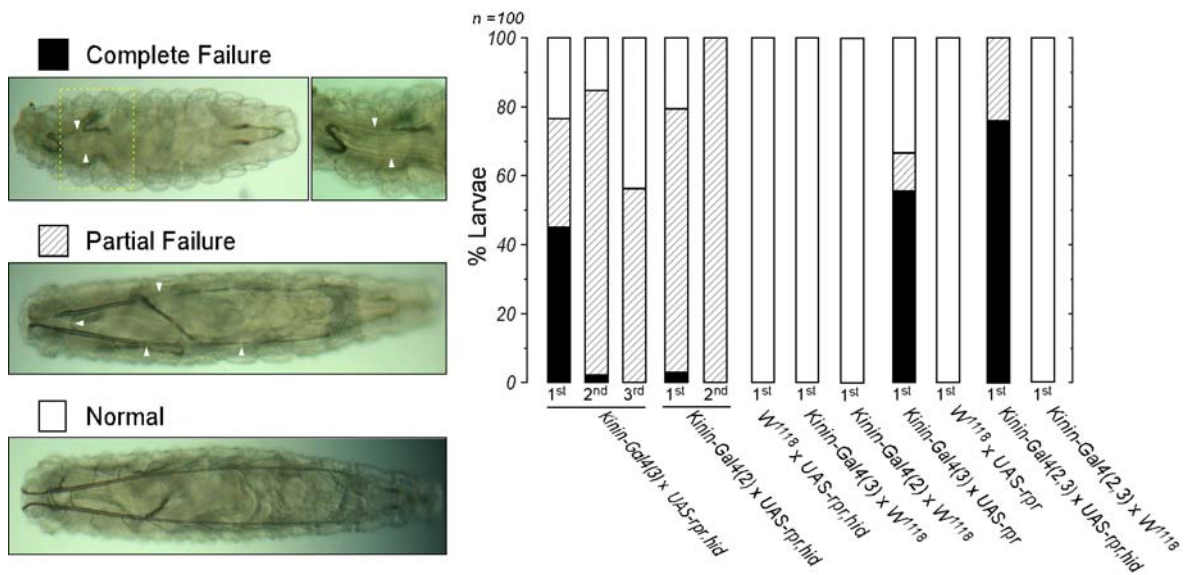 Complete Failure
Partial Failure
Normal
n =100
% Larvae
100
80
60
40
20
0
1st 2nd 3rd 1st 2nd 1st 1st 1st 1st 1st 1st 1st
Kinin-Gal4(3) x UAS-rpr,hid
Kinin-Gal4(2) x UAS-rpr,hid
W1118 x UAS-rpr,hid
Kinin-Gal4(3) x W1118
Kinin-Gal4(2) x W1118
Kinin-Gal4(3) x UAS-rpr
W1118 x UAS-rpr
Kinin-Gal4(2,3) x UAS-rpr,hid
Kinin-Gal4(2,3) x W1118